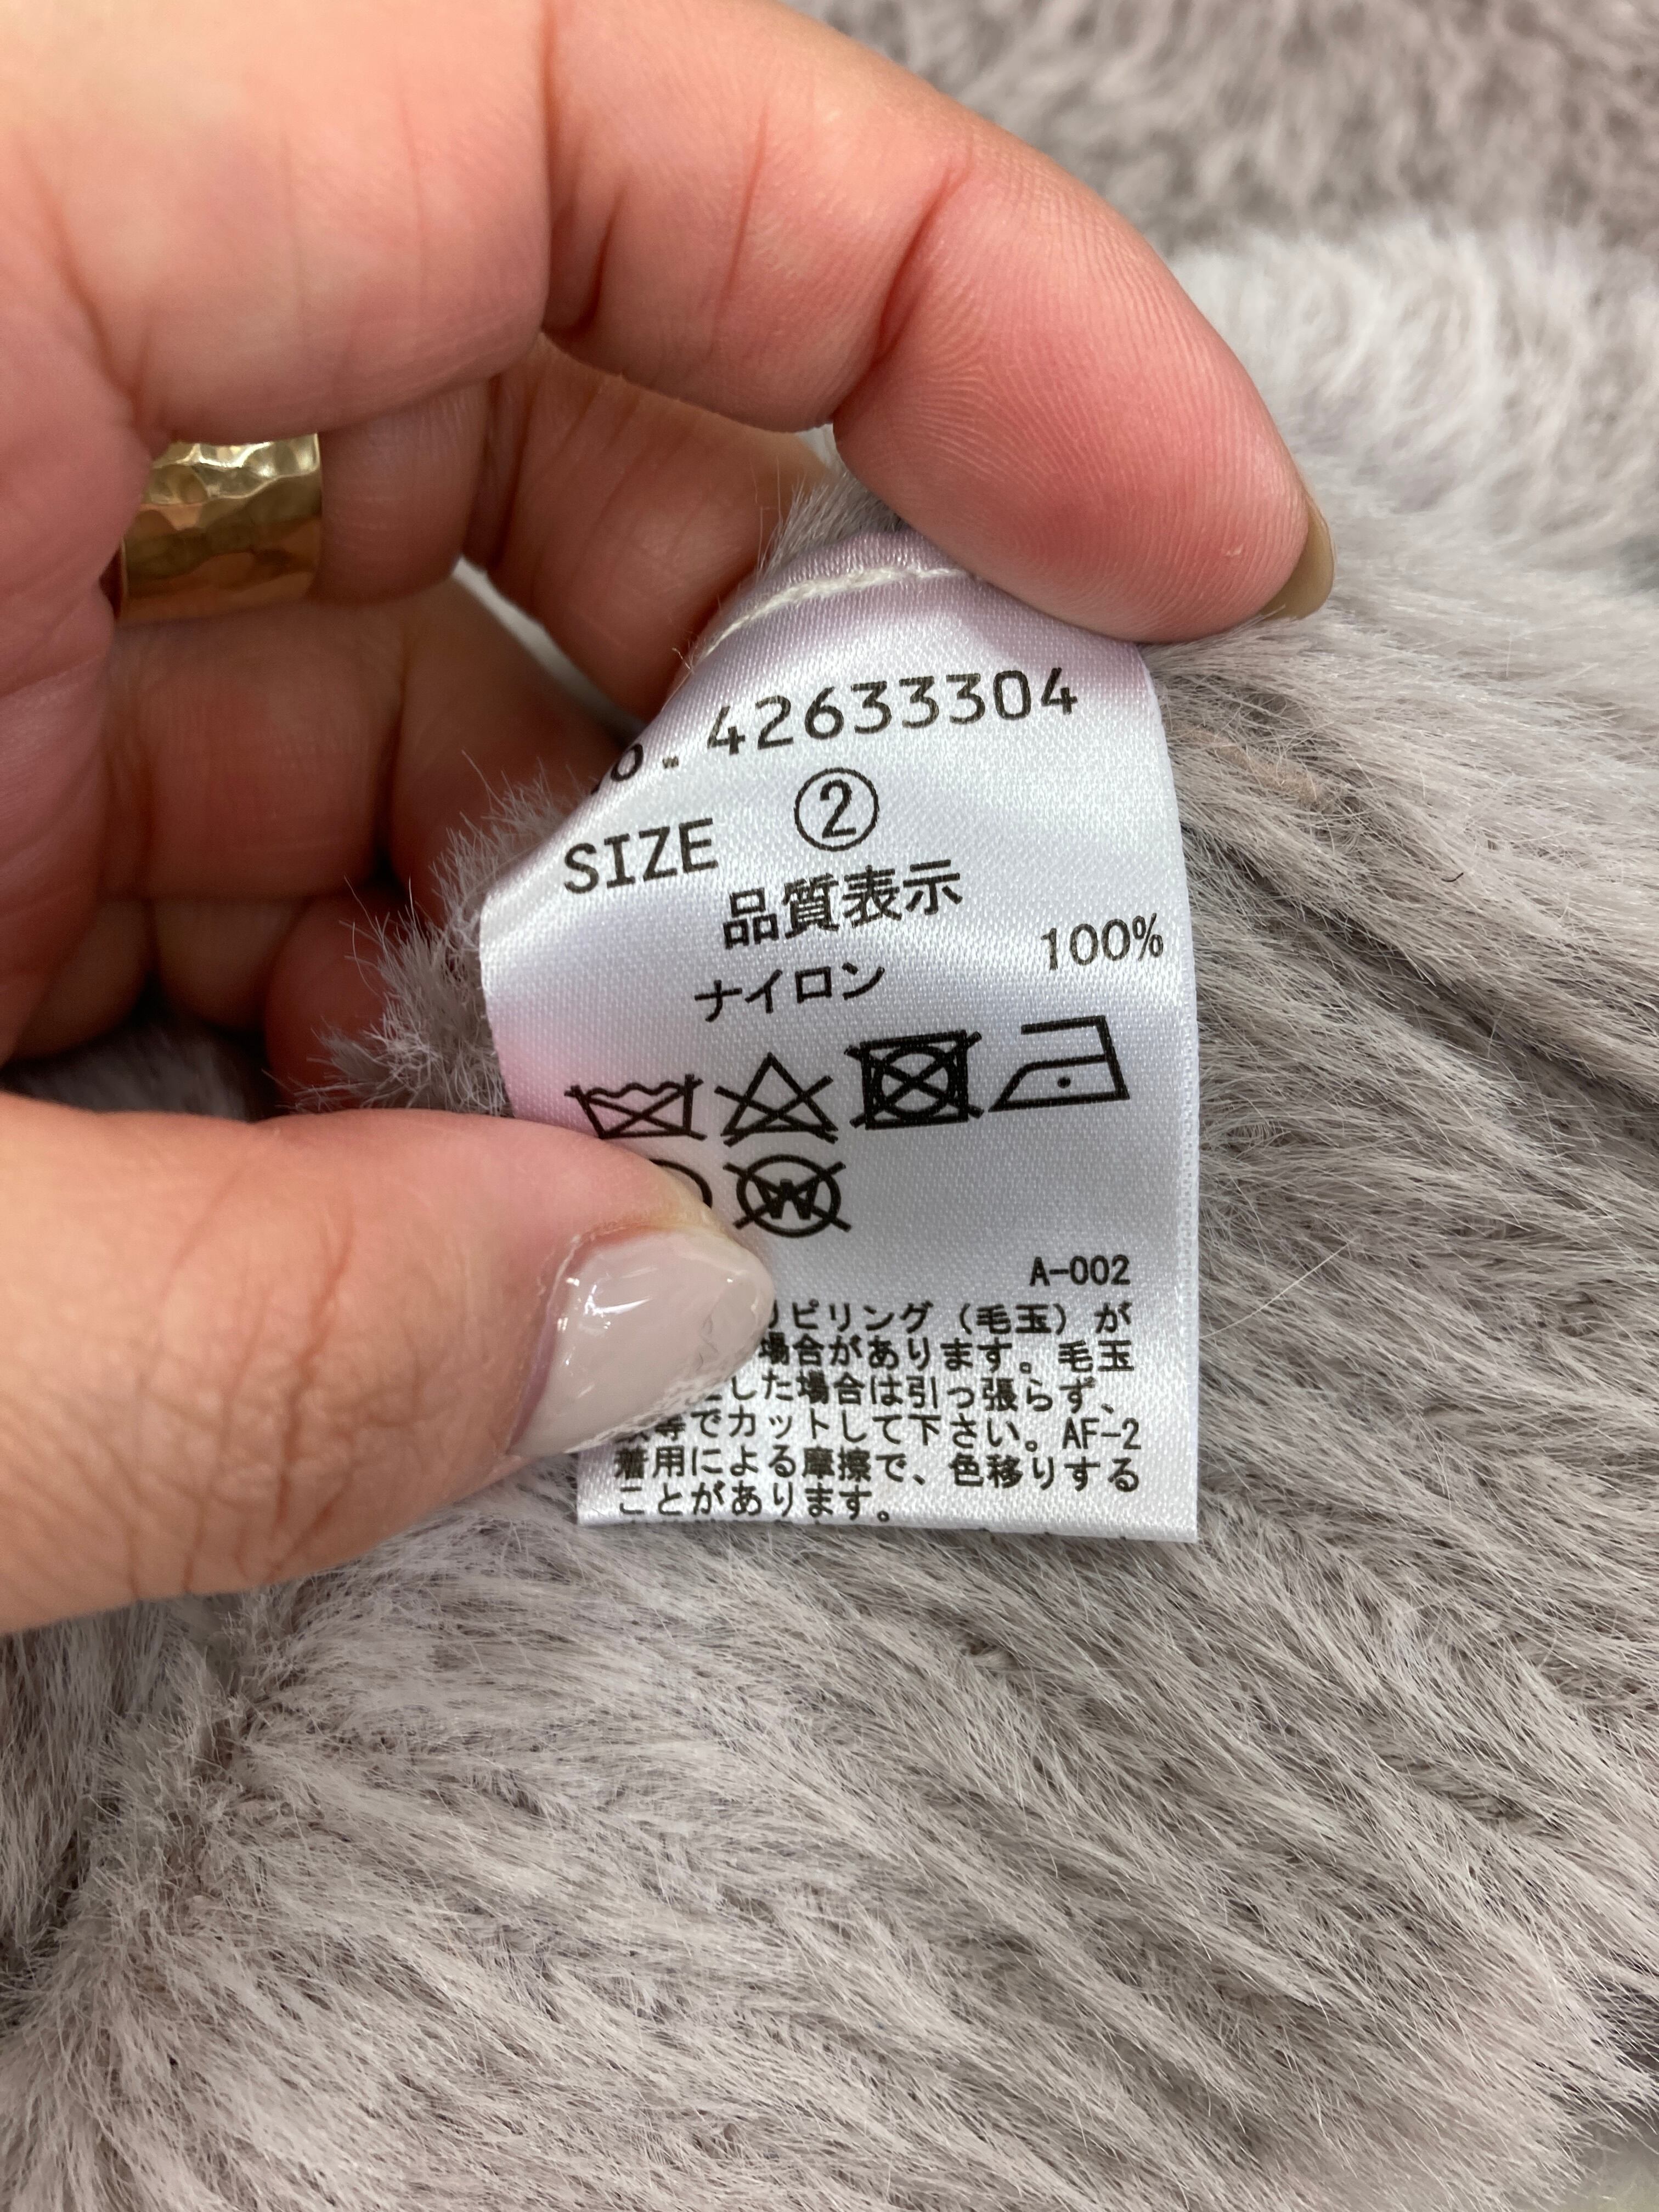 42633304
SIZE ②
品質表示
ナイロン 100%
W
A-002
ピリング（毛玉）が
場合があります。毛玉
した場合は引っ張らず、
等でカットして下さい。AF-2
着用による摩擦で、色移りする
ことがあります。